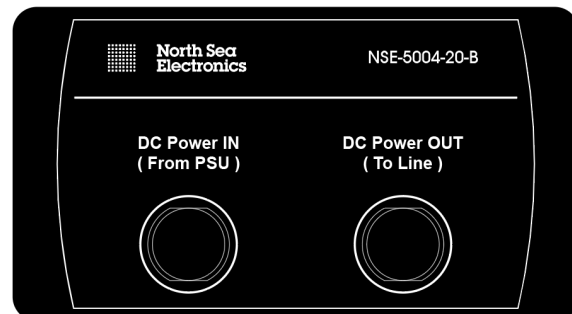 North Sea
Electronics
NSE-5004-20-B
DC Power IN
( From PSU )
DC Power OUT
( To Line )